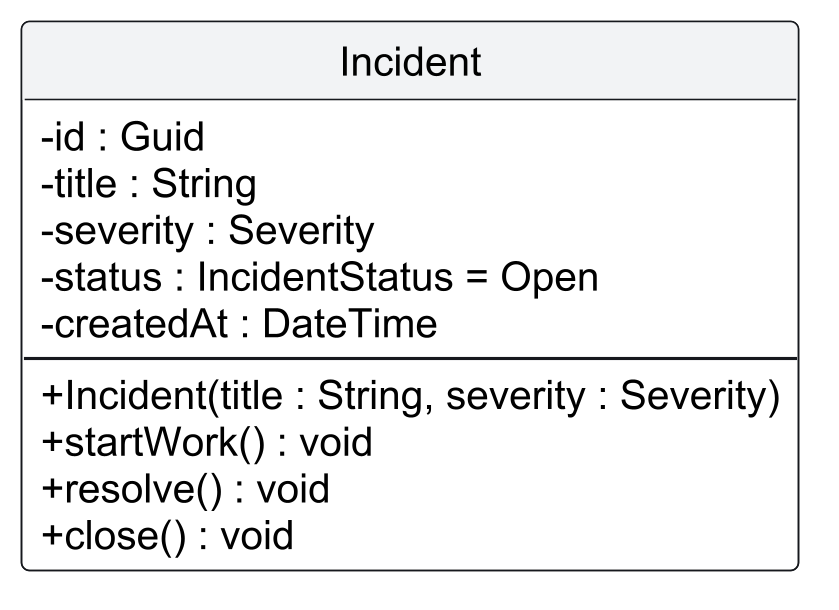 Incident
-id : Guid
-title : String
-severity : Severity
-status : IncidentStatus = Open
-createdAt : DateTime
+Incident(title : String, severity : Severity)
+startWork() : void
+resolve() : void
+close() : void